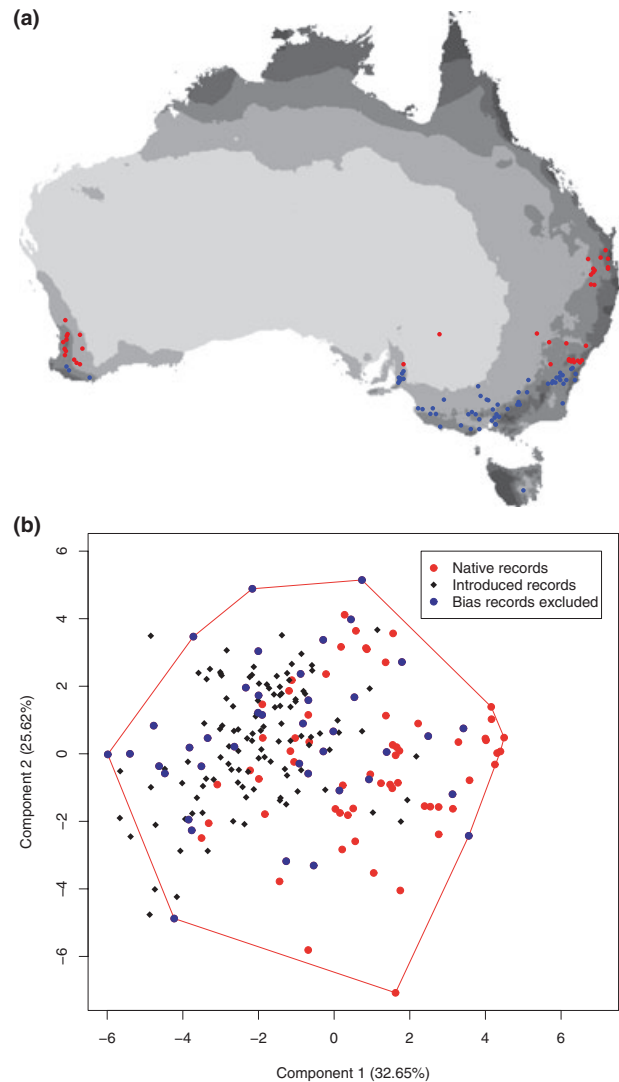 (a)
(b)
Native records
Introduced records
Bias records excluded
Component 2 (25.62%)
6
4
2
0
−2
−4
−6
−6
−4
−2
0
2
4
6
Component 1 (32.65%)